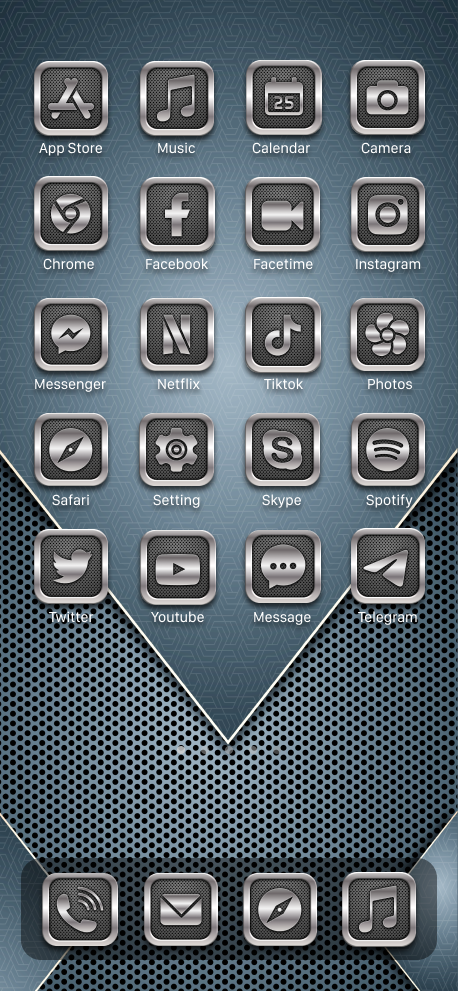 App Store
Music
25
Calendar
Camera
Chrome
Facebook
Facetime
Instagram
Messenger
Netflix
Tiktok
Photos
Safari
Setting
Skype
Spotify
Twitter
Youtube
Message
Telegram